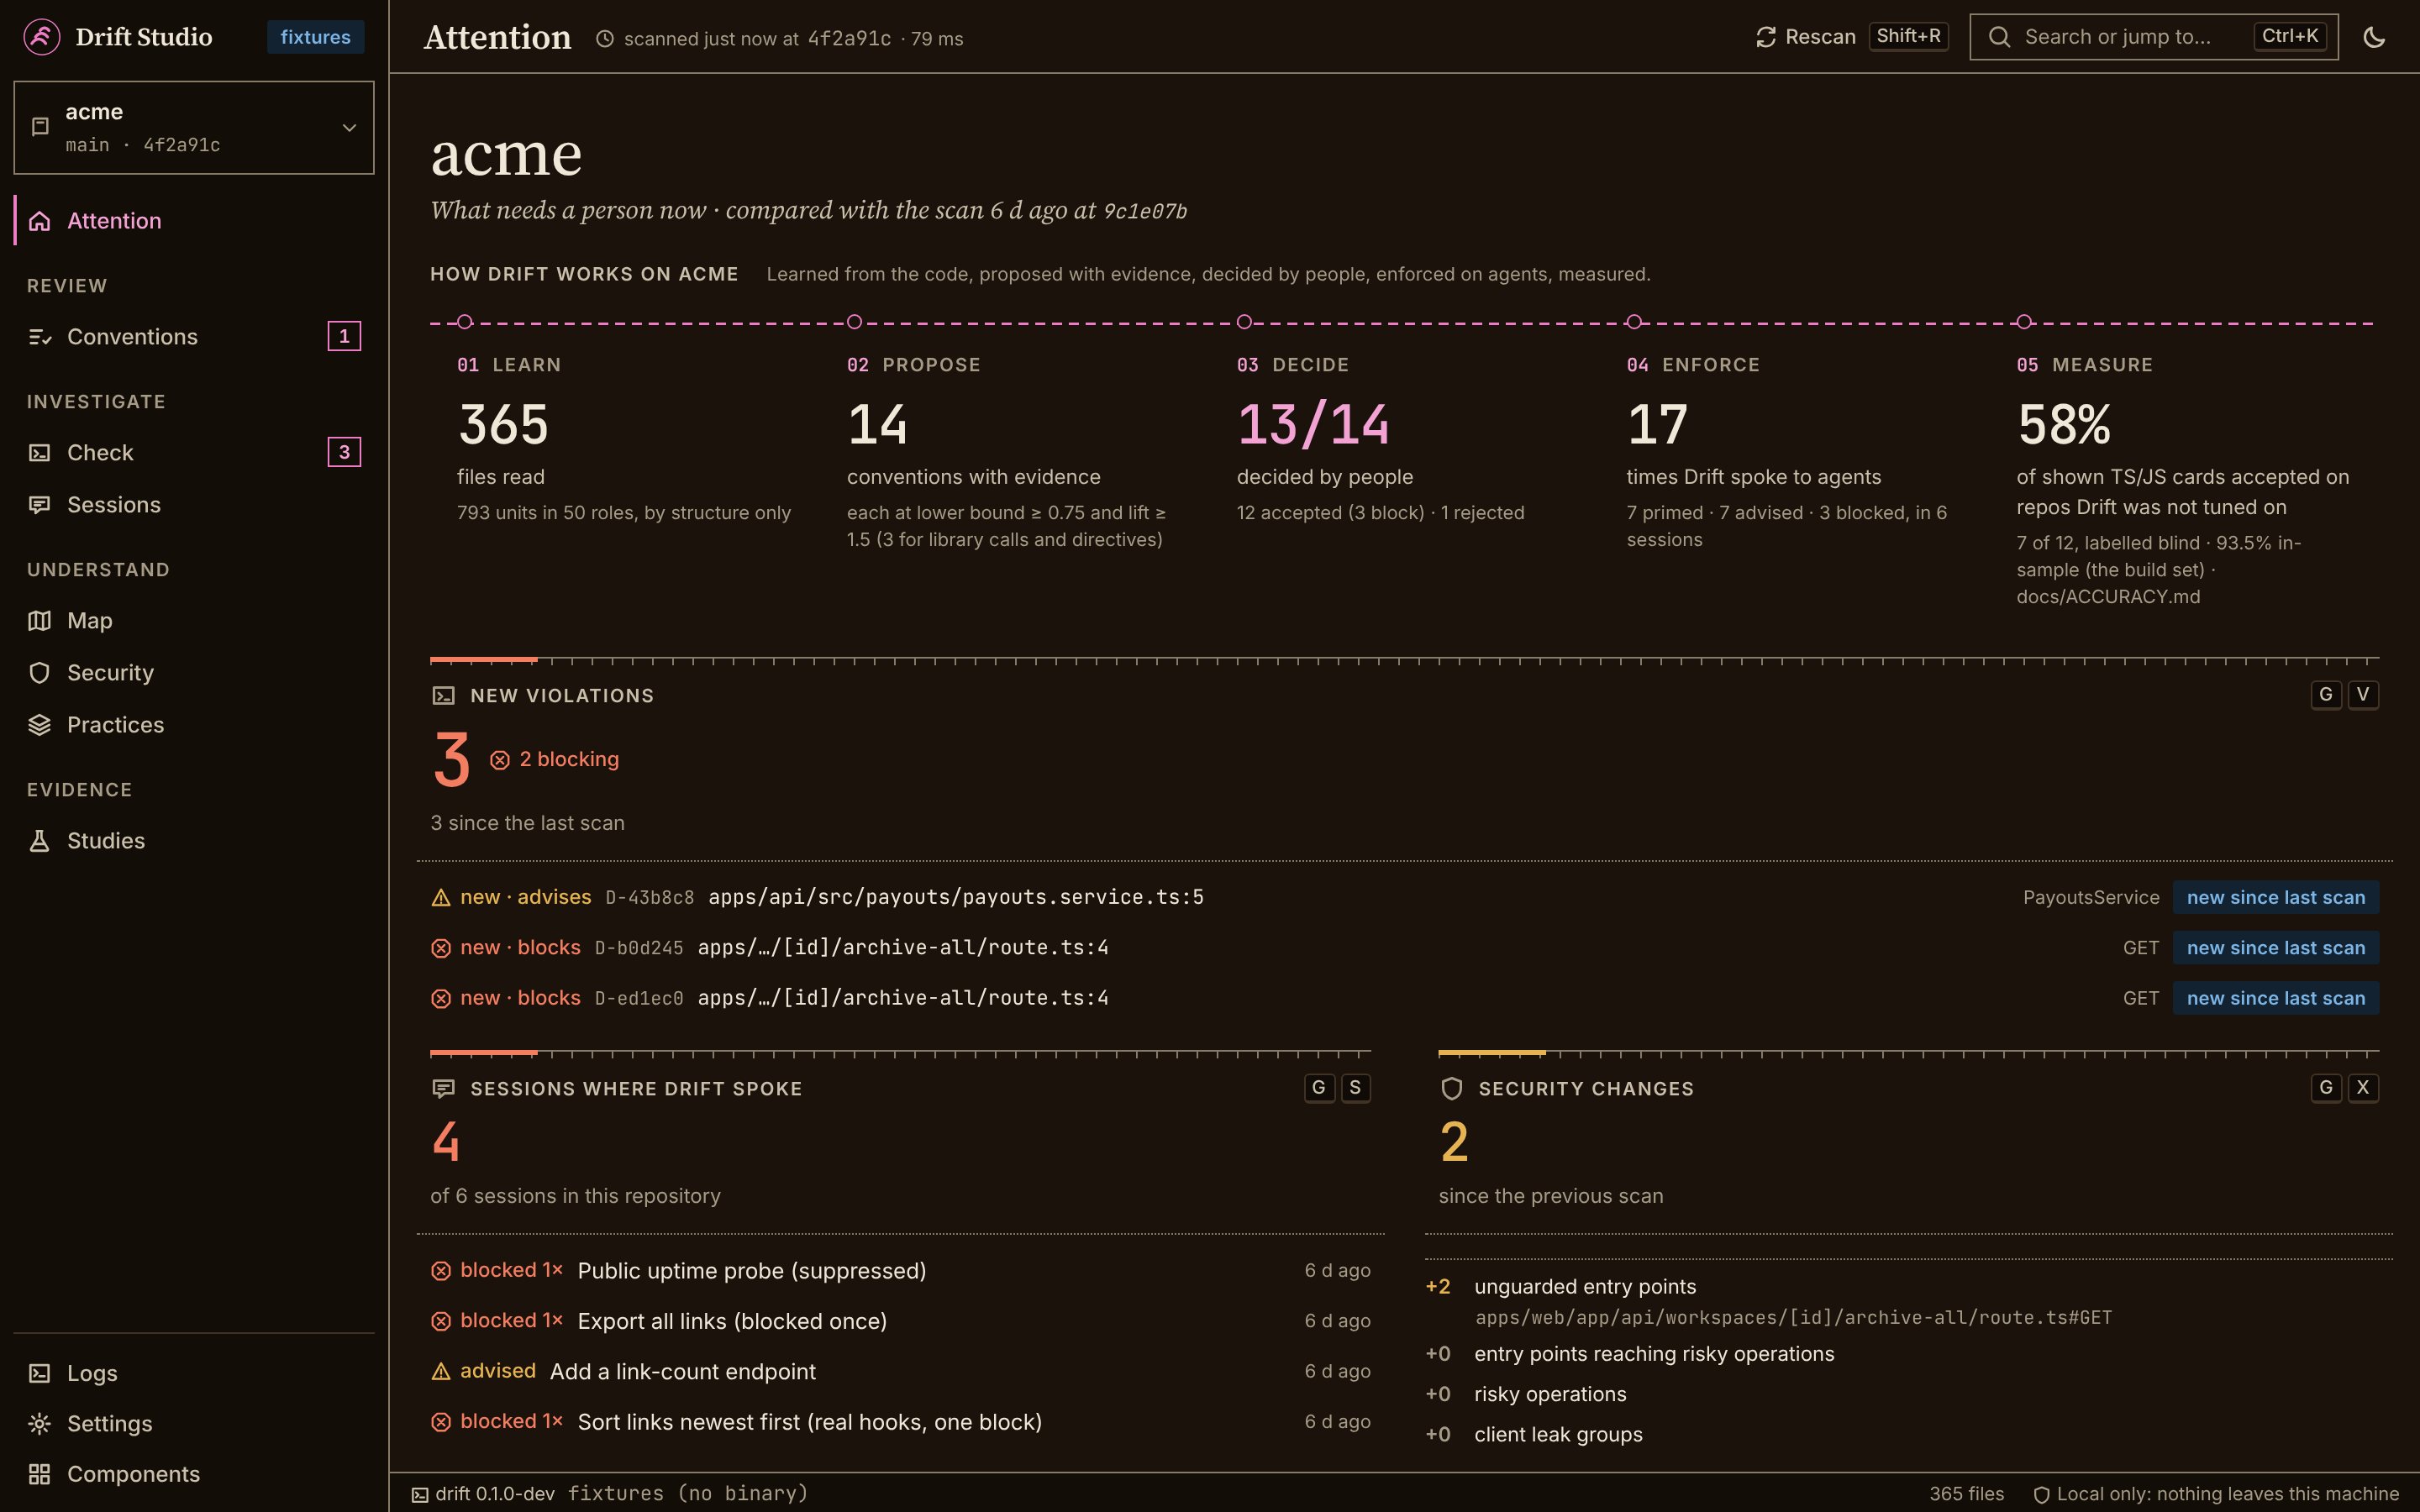 Drift Studio
fixtures
acme
main · 4f2a91c
Attention
REVIEW
Conventions
1
INVESTIGATE
Check
3
Sessions
UNDERSTAND
Map
Security
Practices
EVIDENCE
Studies
Logs
Settings
Components
Attention
scanned just now at 4f2a91c · 79 ms
Rescan
Shift+R
Search or jump to...
Ctrl+K
acme
What needs a person now · compared with the scan 6 d ago at 9c1e07b
HOW DRIFT WORKS ON ACME
Learned from the code, proposed with evidence, decided by people, enforced on agents, measured.
01 LEARN
365
files read
793 units in 50 roles, by structure only
02 PROPOSE
14
conventions with evidence
each at lower bound ≥ 0.75 and lift ≥
1.5 (3 for library calls and directives)
03 DECIDE
13/14
decided by people
12 accepted (3 block) · 1 rejected
04 ENFORCE
17
times Drift spoke to agents
7 primed · 7 advised · 3 blocked, in 6
sessions
05 MEASURE
58%
of shown TS/JS cards accepted on
repos Drift was not tuned on
7 of 12, labelled blind · 93.5% in-
sample (the build set) ·
docs/ACCURACY.md
NEW VIOLATIONS
G V
3
2 blocking
3 since the last scan
new · advises D-43b8c8 apps/api/src/payouts/payouts.service.ts:5 PayoutsService new since last scan
new · blocks D-b0d245 apps/…/[id]/archive-all/route.ts:4 GET new since last scan
new · blocks D-ed1ec0 apps/…/[id]/archive-all/route.ts:4 GET new since last scan
SESSIONS WHERE DRIFT SPOKE
G S
4
of 6 sessions in this repository
blocked 1× Public uptime probe (suppressed) 6 d ago
blocked 1× Export all links (blocked once) 6 d ago
advised Add a link-count endpoint 6 d ago
blocked 1× Sort links newest first (real hooks, one block) 6 d ago
SECURITY CHANGES
G X
2
since the previous scan
+2 unguarded entry points
apps/web/app/api/workspaces/[id]/archive-all/route.ts#GET
+0 entry points reaching risky operations
+0 risky operations
+0 client leak groups
drift 0.1.0-dev fixtures (no binary)
365 files
Local only: nothing leaves this machine